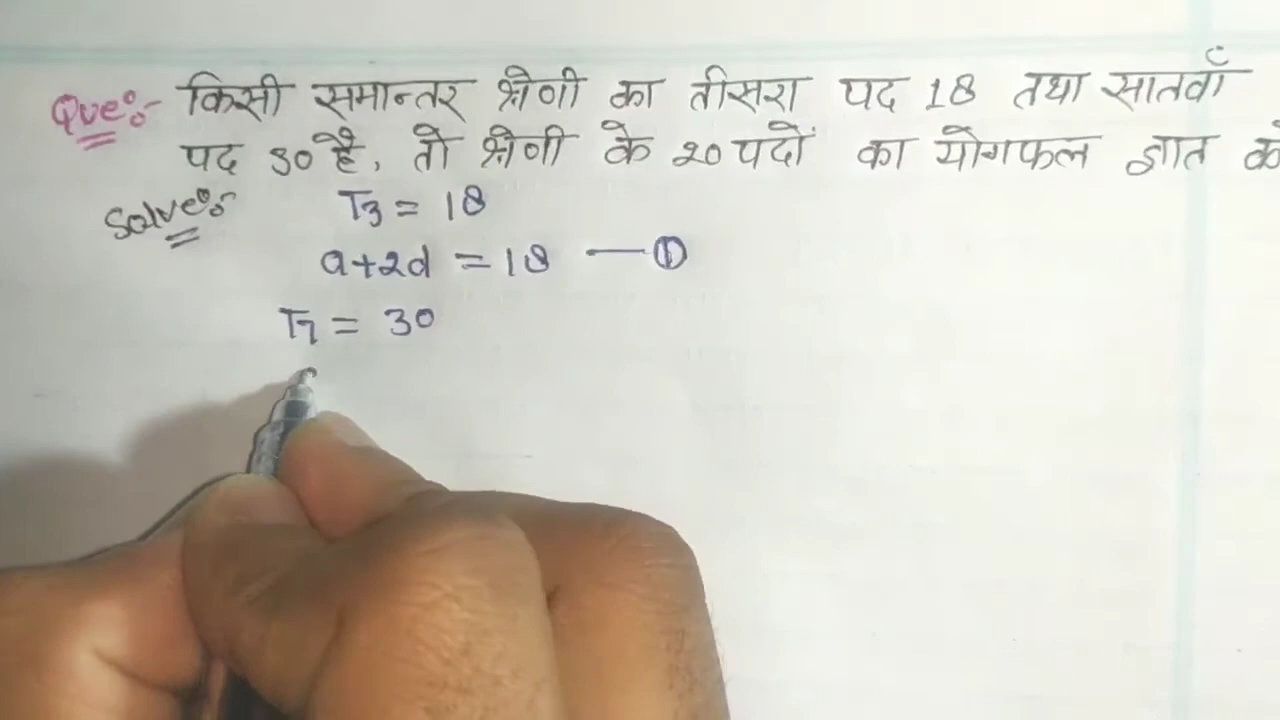 Que:- किसी समान्तर श्रेणी का तीसरा पद 18 तथा सातवाँ
पद 30 है, तो श्रेणी के 20 पदों का योगफल ज्ञात
Solve:- T3 = 18
a+2d = 18 — ①
T7 = 30